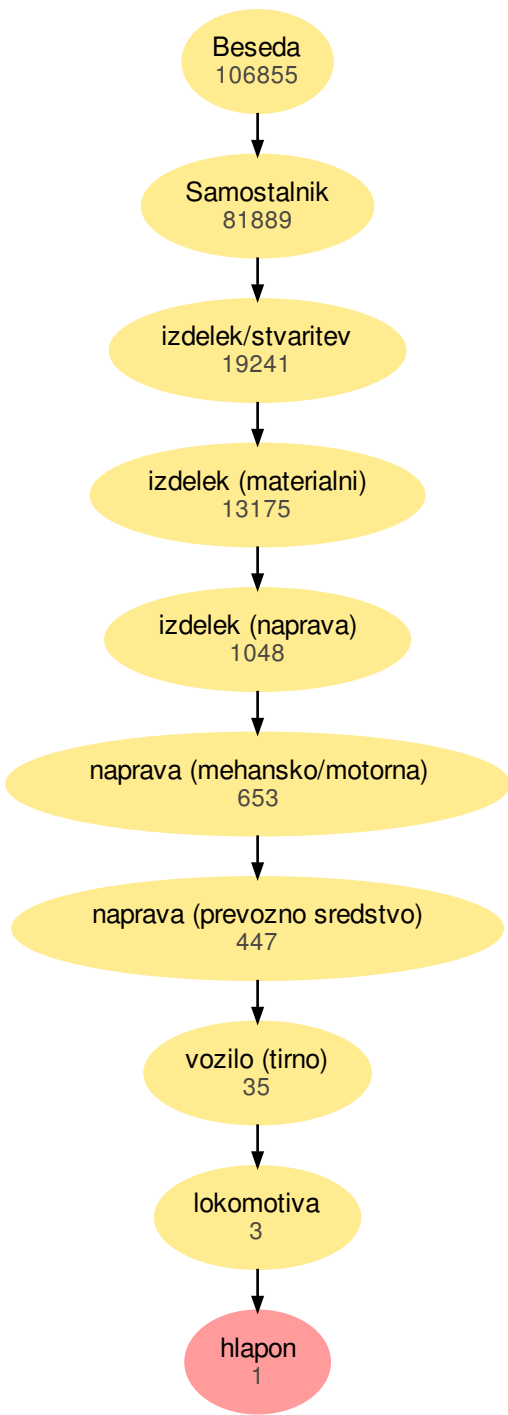 Beseda
106855
Samostalnik
81889
izdelek/stvaritev
19241
izdelek (materialni)
13175
izdelek (naprava)
1048
naprava (mehansko/motorna)
653
naprava (prevozno sredstvo)
447
vozilo (tirno)
35
lokomotiva
3
hlapon
1